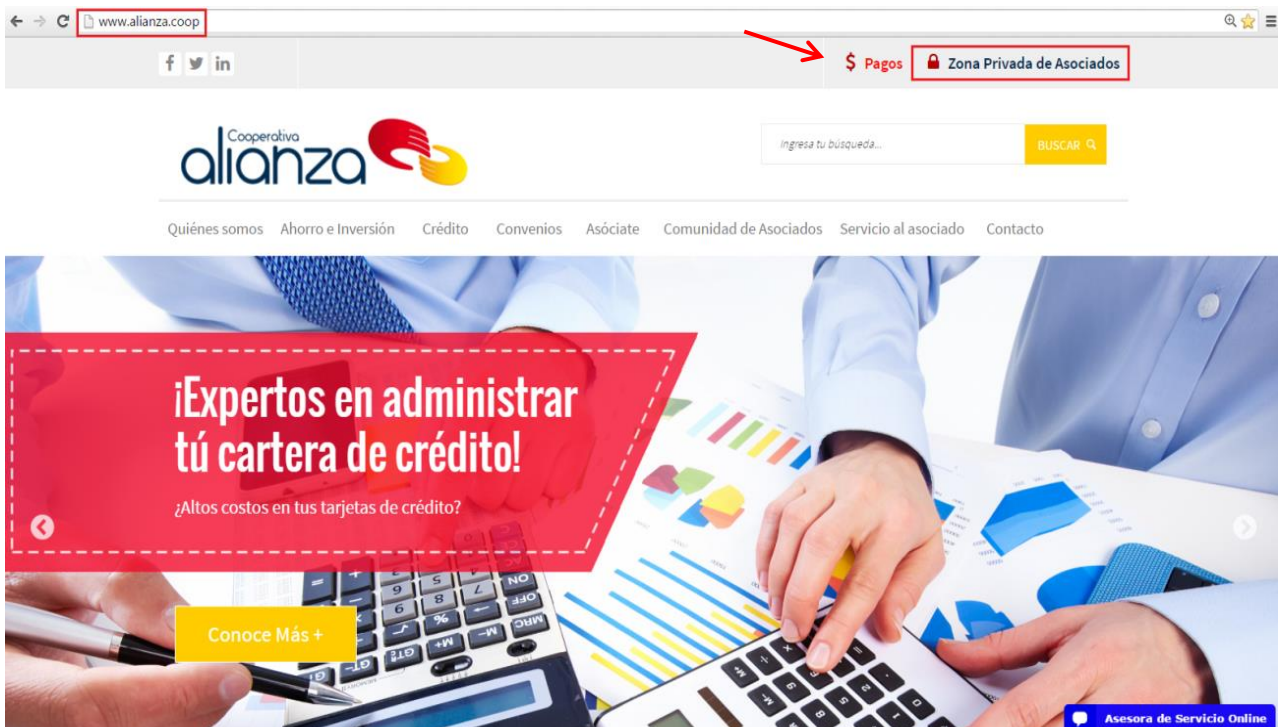 www.alianza.coop
f in
$ Pagos Zona Privada de Asociados
Cooperativa
alianza
Ingresa tu búsqueda...
BUSCAR
Quiénes somos Ahorro e Inversión Crédito Convenios Asóciate Comunidad de Asociados Servicio al asociado Contacto
¡Expertos en administrar
tú cartera de crédito!
¿Altos costos en tus tarjetas de crédito?
Conoce Más +
Asesora de Servicio Online